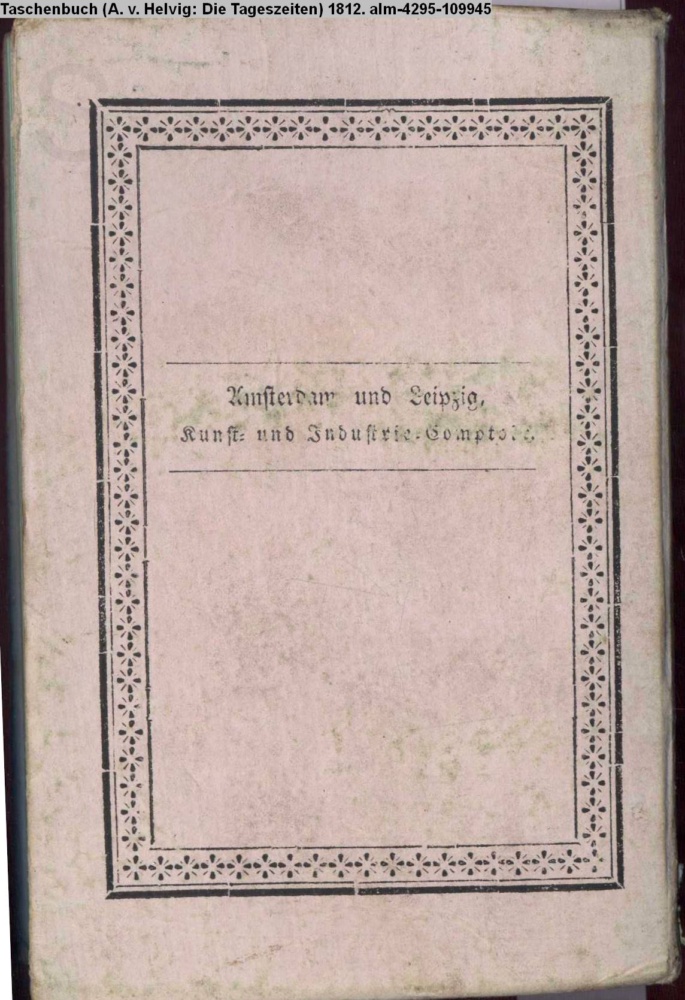 Taschenbuch (A. v. Helvig: Die Tageszeiten) 1812. alm-4295-109945
Amsterdam und Leipzig,
Kunst- und Industrie-Comptoir.